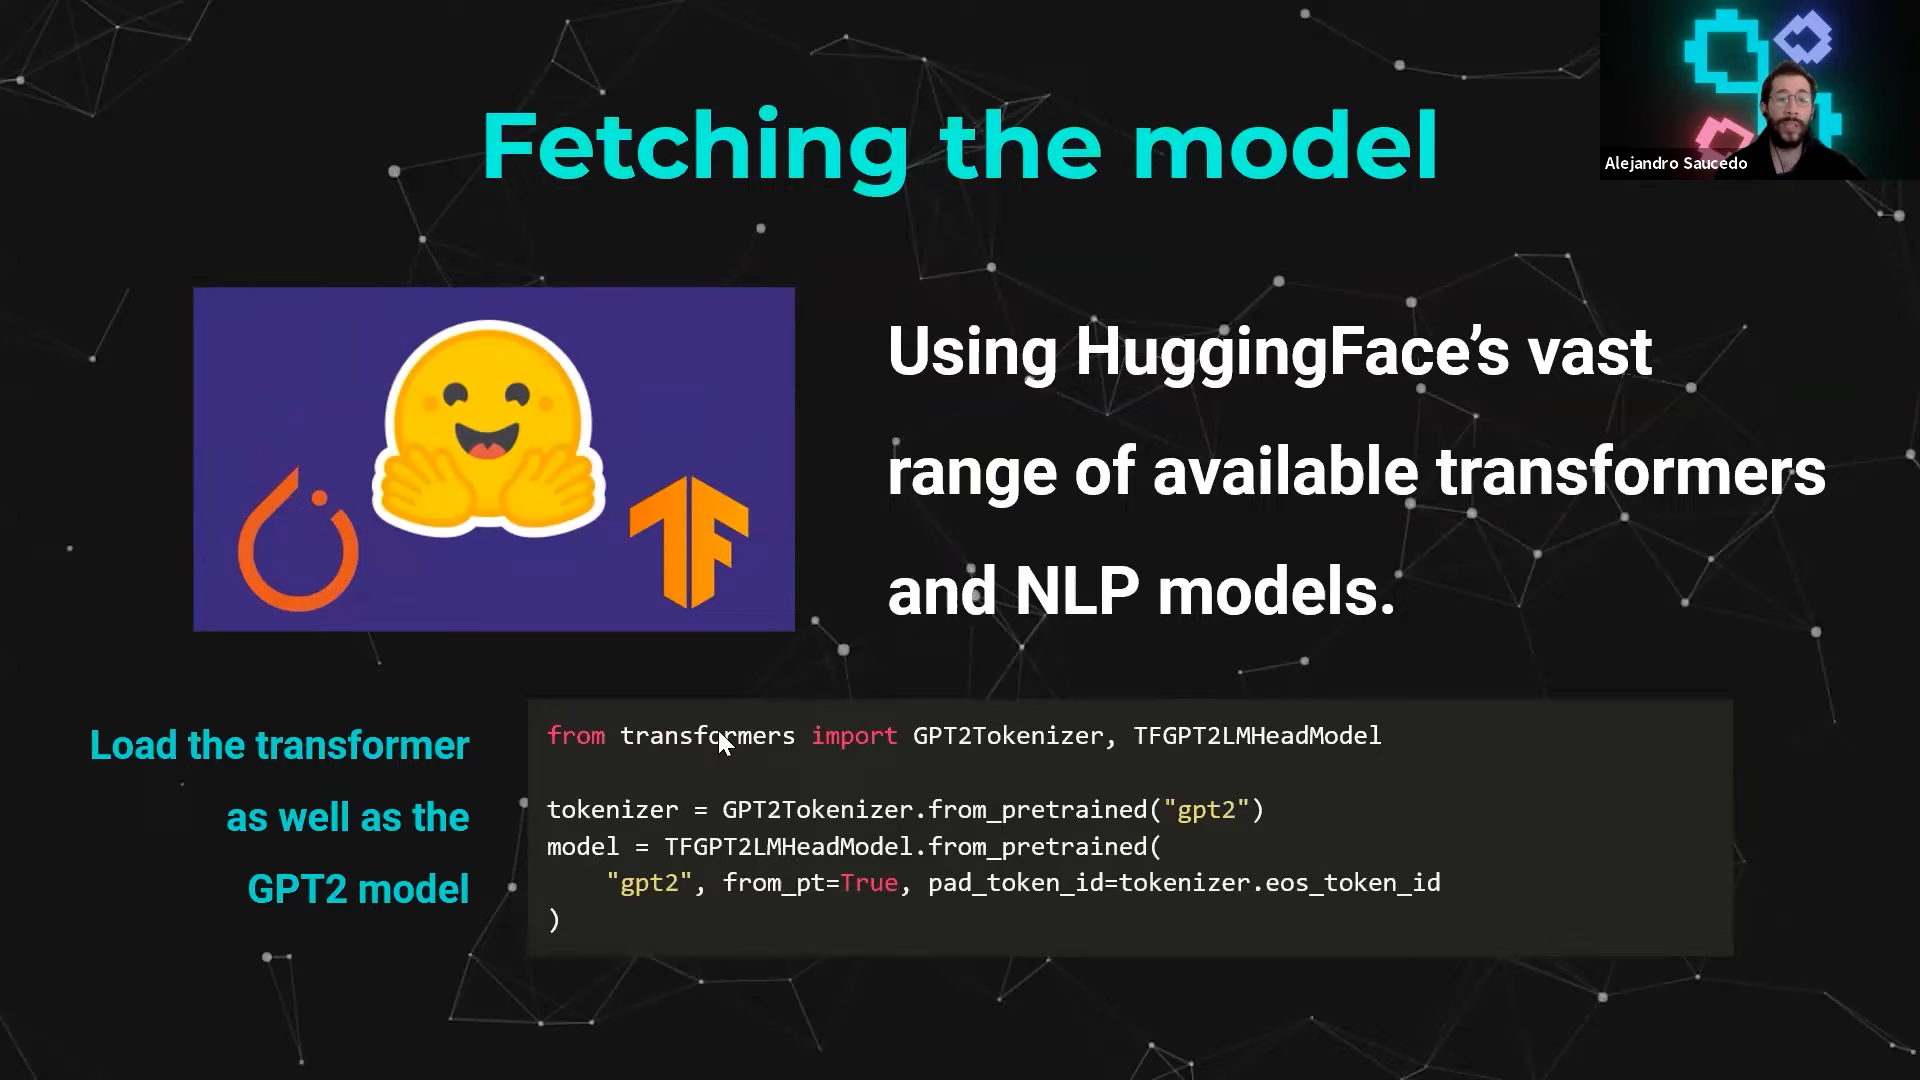 Fetching the model
Alejandro Saucedo
Using HuggingFace’s vast
range of available transformers
and NLP models.
Load the transformer
as well as the
GPT2 model
from transformers import GPT2Tokenizer, TFGPT2LMHeadModel
tokenizer = GPT2Tokenizer.from_pretrained("gpt2")
model = TFGPT2LMHeadModel.from_pretrained(
"gpt2", from_pt=True, pad_token_id=tokenizer.eos_token_id
)